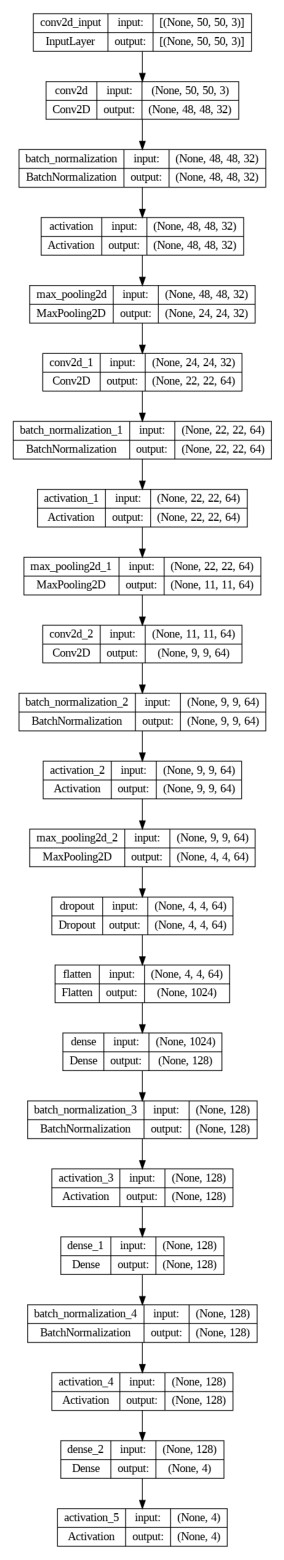 conv2d_input input: [(None, 50, 50, 3)]
InputLayer output: [(None, 50, 50, 3)]
conv2d input: (None, 50, 50, 3)
Conv2D output: (None, 48, 48, 32)
batch_normalization input: (None, 48, 48, 32)
BatchNormalization output: (None, 48, 48, 32)
activation input: (None, 48, 48, 32)
Activation output: (None, 48, 48, 32)
max_pooling2d input: (None, 48, 48, 32)
MaxPooling2D output: (None, 24, 24, 32)
conv2d_1 input: (None, 24, 24, 32)
Conv2D output: (None, 22, 22, 64)
batch_normalization_1 input: (None, 22, 22, 64)
BatchNormalization output: (None, 22, 22, 64)
activation_1 input: (None, 22, 22, 64)
Activation output: (None, 22, 22, 64)
max_pooling2d_1 input: (None, 22, 22, 64)
MaxPooling2D output: (None, 11, 11, 64)
conv2d_2 input: (None, 11, 11, 64)
Conv2D output: (None, 9, 9, 64)
batch_normalization_2 input: (None, 9, 9, 64)
BatchNormalization output: (None, 9, 9, 64)
activation_2 input: (None, 9, 9, 64)
Activation output: (None, 9, 9, 64)
max_pooling2d_2 input: (None, 9, 9, 64)
MaxPooling2D output: (None, 4, 4, 64)
dropout input: (None, 4, 4, 64)
Dropout output: (None, 4, 4, 64)
flatten input: (None, 4, 4, 64)
Flatten output: (None, 1024)
dense input: (None, 1024)
Dense output: (None, 128)
batch_normalization_3 input: (None, 128)
BatchNormalization output: (None, 128)
activation_3 input: (None, 128)
Activation output: (None, 128)
dense_1 input: (None, 128)
Dense output: (None, 128)
batch_normalization_4 input: (None, 128)
BatchNormalization output: (None, 128)
activation_4 input: (None, 128)
Activation output: (None, 128)
dense_2 input: (None, 128)
Dense output: (None, 4)
activation_5 input: (None, 4)
Activation output: (None, 4)